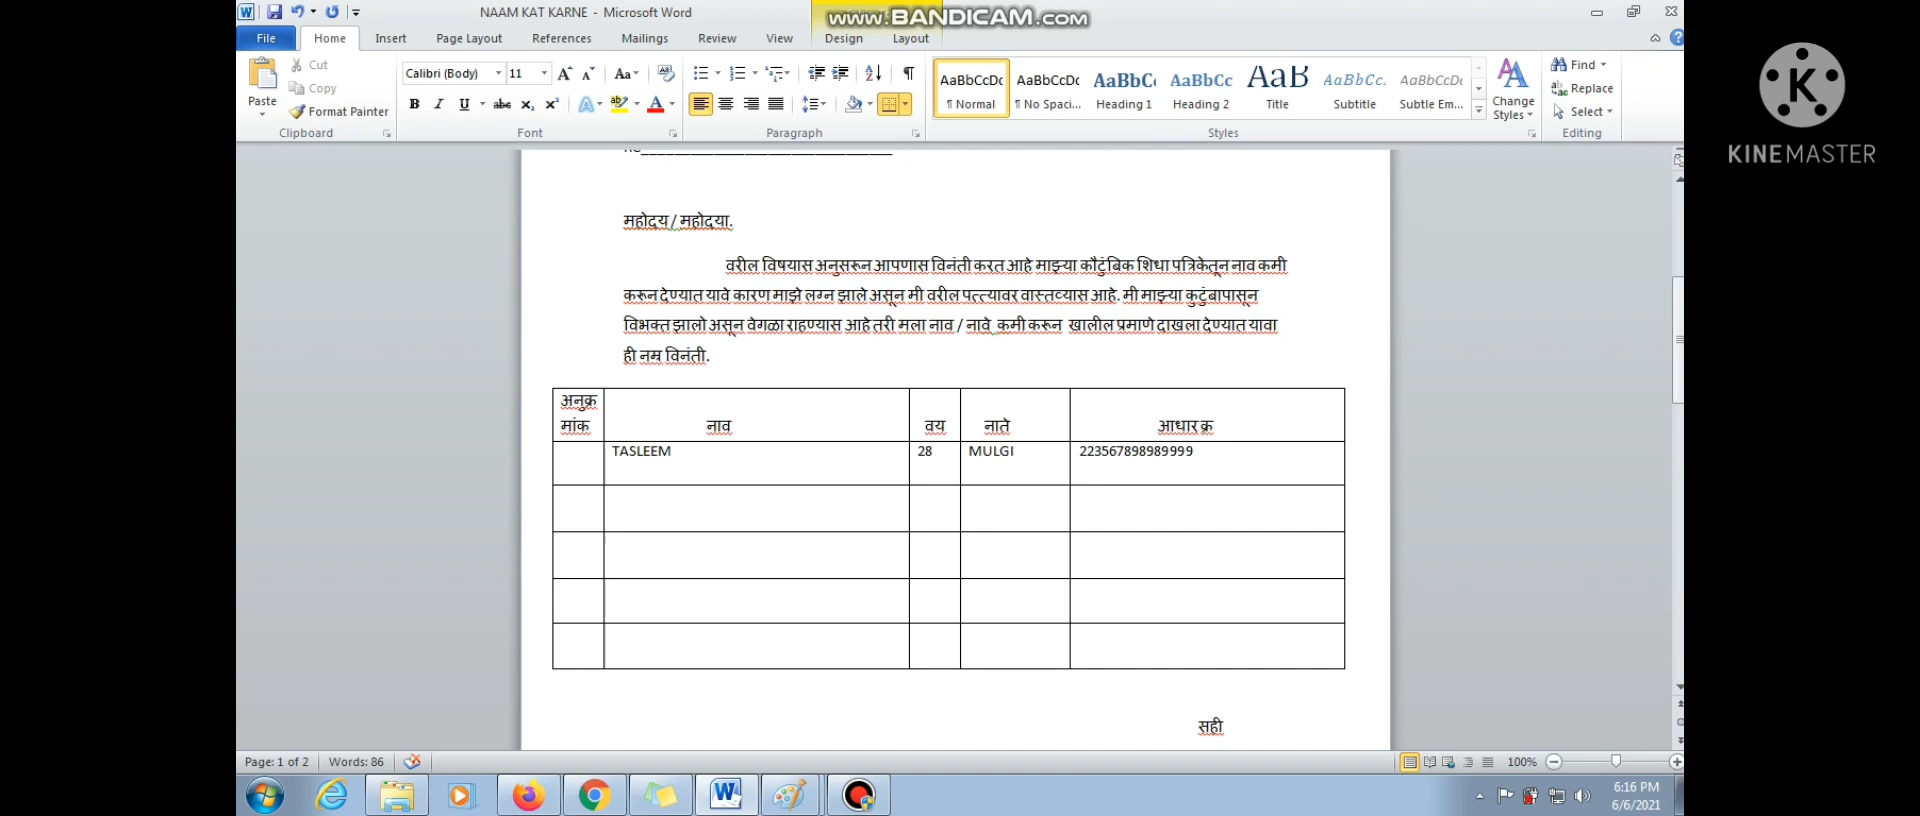 NAAM KAT KARNE - Microsoft Word
www.BANDICAM.com
File Home Insert Page Layout References Mailings Review View Design Layout
K
KINEMASTER
Paste
Cut
Copy
Format Painter
Clipboard
Calibri (Body) 11
Font
Paragraph
AaBbCcDc AaBbCcDc AaBbC AaBbCc AaB AaBbCc. AaBbCcDc
¶ Normal ¶ No Spaci... Heading 1 Heading 2 Title Subtitle Subtle Em...
Change Styles
Styles
Find
Replace
Select
Editing
महोदय / महोदया.
वरील विषयास अनुसरून आपणास विनंती करत आहे माझ्या कौटुंबिक शिधा पत्रिकेतून नाव कमी
करून देण्यात यावे कारण माझे लग्न झाले असून मी वरील पत्त्यावर वास्तव्यास आहे. मी माझ्या कुटुंबापासून
विभक्त झालो असून वेगळा राहण्यास आहे तरी मला नाव / नावे कमी करून खालील प्रमाणे दाखला देण्यात यावा
ही नम्र विनंती.
अनुक्र
मांक नाव वय नाते आधार क्र
TASLEEM 28 MULGI 223567898989999
सही
Page: 1 of 2 Words: 86 100%
6:16 PM
6/6/2021